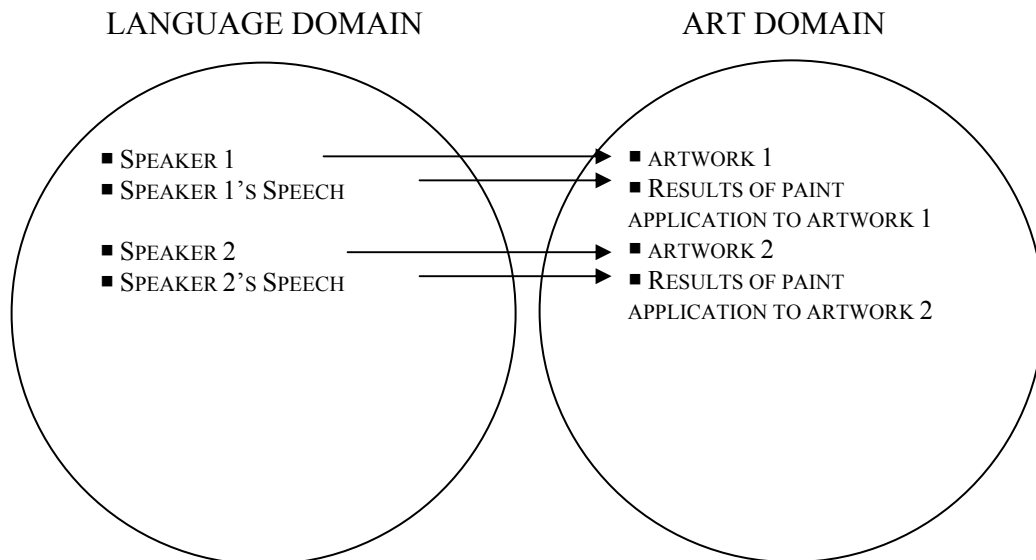 LANGUAGE DOMAIN
ART DOMAIN
▪ SPEAKER 1
▪ SPEAKER 1’S SPEECH
▪ SPEAKER 2
▪ SPEAKER 2’S SPEECH
▪ ARTWORK 1
▪ RESULTS OF PAINT
APPLICATION TO ARTWORK 1
▪ ARTWORK 2
▪ RESULTS OF PAINT
APPLICATION TO ARTWORK 2